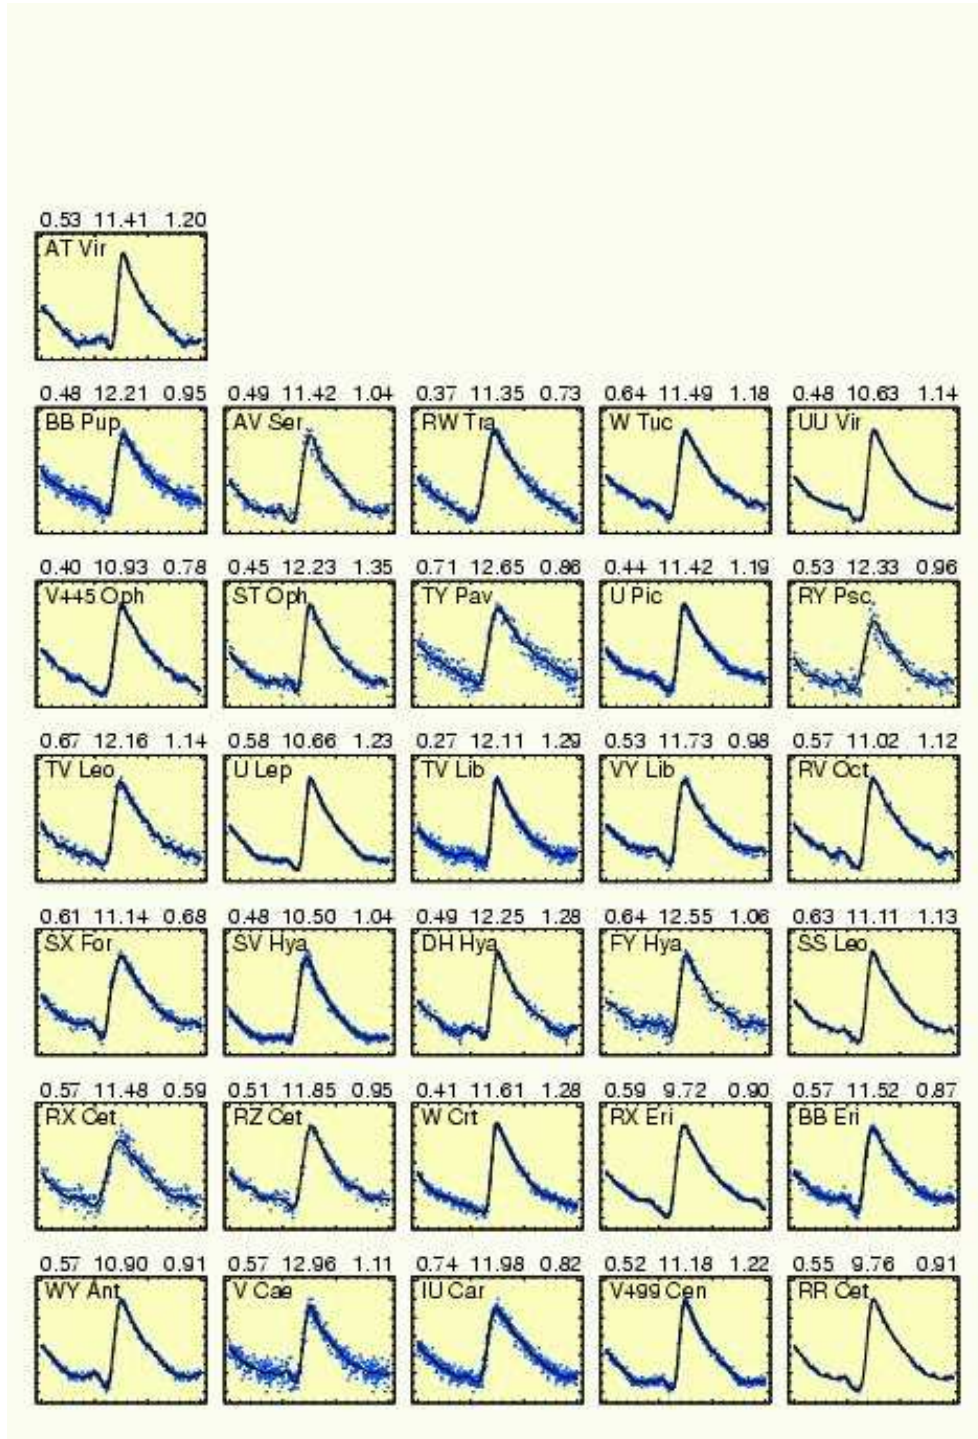 0.53 11.41 1.20
AT Vir
0.48 12.21 0.95 0.49 11.42 1.04 0.37 11.35 0.73 0.64 11.49 1.18 0.48 10.63 1.14
BB Pup AV Ser RW Tra W Tuc UU Vir
0.40 10.93 0.78 0.45 12.23 1.35 0.71 12.65 0.86 0.44 11.42 1.19 0.53 12.33 0.96
V445 Oph ST Oph TY Pav U Pic RY Psc
0.67 12.16 1.14 0.58 10.66 1.23 0.27 12.11 1.29 0.53 11.73 0.98 0.57 11.02 1.12
TV Leo U Lep TV Lib VY Lib RV Oct
0.61 11.14 0.68 0.48 10.50 1.04 0.49 12.25 1.28 0.64 12.55 1.06 0.63 11.11 1.13
SX For SV Hya DH Hya FY Hya SS Leo
0.57 11.48 0.59 0.51 11.85 0.95 0.41 11.61 1.28 0.59 9.72 0.90 0.57 11.52 0.87
RX Cet RZ Cet W Crt RX Eri BB Eri
0.57 10.90 0.91 0.57 12.96 1.11 0.74 11.98 0.82 0.52 11.18 1.22 0.55 9.76 0.91
WY Ant V Cae IU Car V499 Cen RR Cet